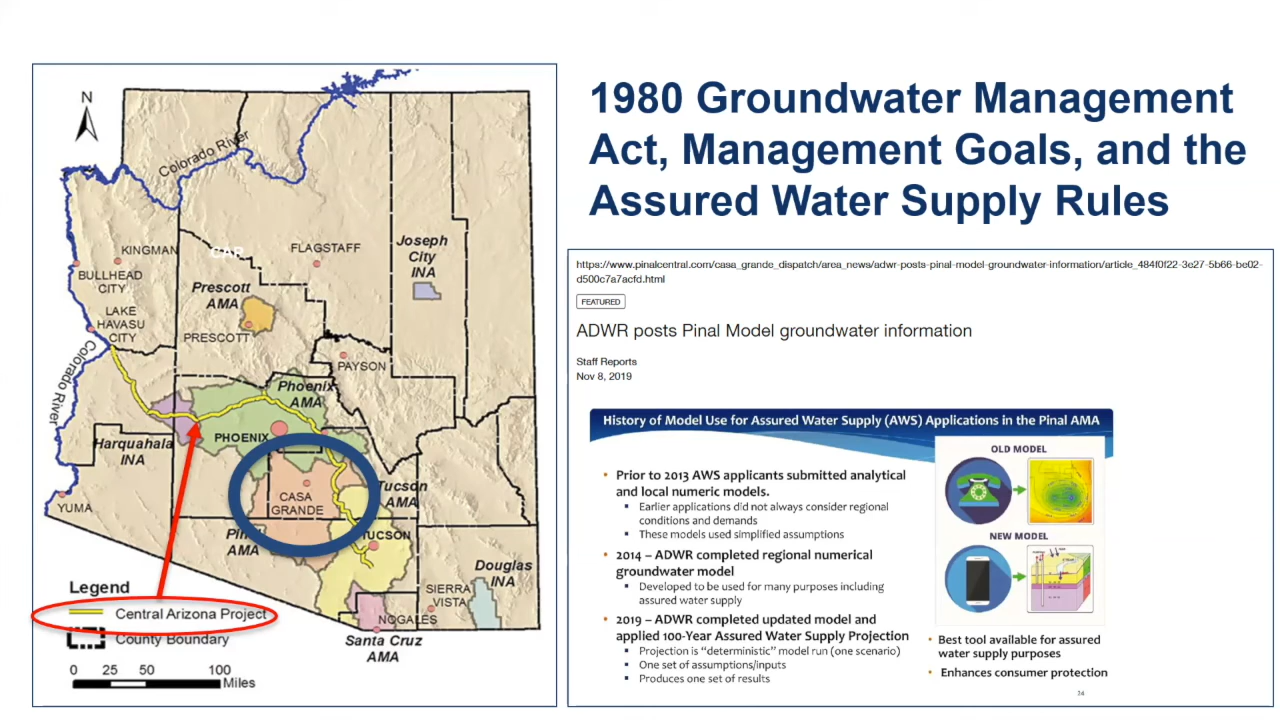 1980 Groundwater Management
Act, Management Goals, and the
Assured Water Supply Rules
N
Colorado River
CAP
KINGMAN
FLAGSTAFF
Joseph
City
INA
BULLHEAD
CITY
Prescott
AMA
LAKE
HAVASU
CITY
PRESCOTT
PAYSON
Colorado River
Phoenix
AMA
PHOENIX
Harquahala
INA
CASA
GRANDE
Tucson
AMA
YUMA
AMA
TUCSON
Douglas
INA
SIERRA
VISTA
NOGALES
Santa Cruz
AMA
Legend
Central Arizona Project
County Boundary
0 25 50 100
Miles
https://www.pinalcentral.com/casa_grande_dispatch/area_news/adwr-posts-pinal-model-groundwater-information/article_484f0f22-3e27-5b66-be02-
d500c7a7acfd.html
FEATURED
ADWR posts Pinal Model groundwater information
Staff Reports
Nov 8, 2019
History of Model Use for Assured Water Supply (AWS) Applications in the Pinal AMA
• Prior to 2013 AWS applicants submitted analytical
and local numeric models.
▪ Earlier applications did not always consider regional
conditions and demands
▪ These models used simplified assumptions
• 2014 – ADWR completed regional numerical
groundwater model
▪ Developed to be used for many purposes including
assured water supply
• 2019 – ADWR completed updated model and
applied 100-Year Assured Water Supply Projection
▪ Projection is “deterministic” model run (one scenario)
▪ One set of assumptions/inputs
▪ Produces one set of results
OLD MODEL
NEW MODEL
• Best tool available for assured
water supply purposes
• Enhances consumer protection